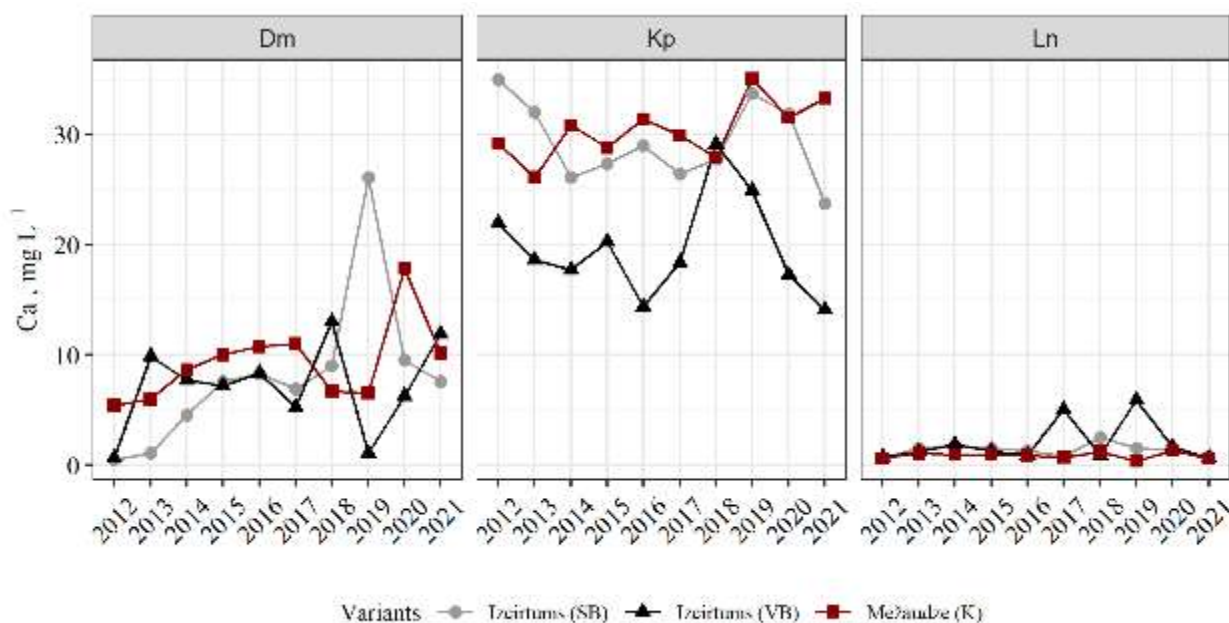 Dm Kp Ln
Ca, mg L⁻¹
30
20
10
0
2012 2013 2014 2015 2016 2017 2018 2019 2020 2021 2012 2013 2014 2015 2016 2017 2018 2019 2020 2021 2012 2013 2014 2015 2016 2017 2018 2019 2020 2021
Variants Izcirtums (SB) Izcirtums (VB) Mežaudze (K)